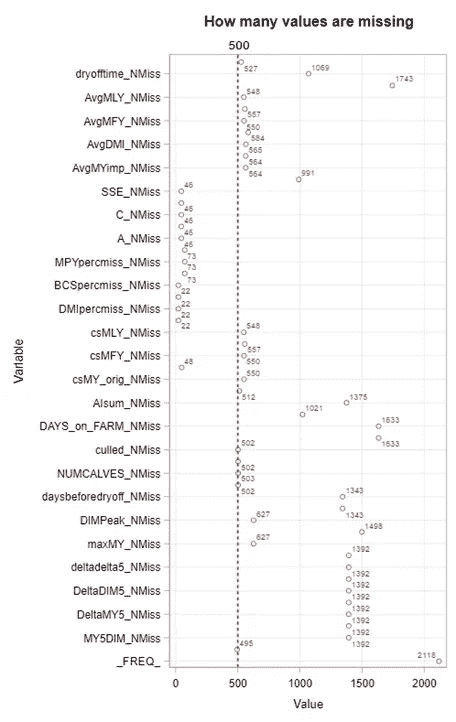 How many values are missing
500
527
dryofftime_NMiss
1069
1743
AvgMLY_NMiss
548
557
AvgMFY_NMiss
550
584
AvgDMI_NMiss
565
564
AvgMYimp_NMiss
564
991
SSE_NMiss
46
46
C_NMiss
46
46
A_NMiss
46
73
MPYpercmiss_NMiss
73
73
BCSpercmiss_NMiss
22
22
DMIpercmiss_NMiss
22
22
csMLY_NMiss
548
557
csMFY_NMiss
550
48
csMY_orig_NMiss
550
512
AIsum_NMiss
1375
1021
DAYS_on_FARM_NMiss
1633
1633
culled_NMiss
502
502
NUMCALVES_NMiss
503
502
daysbeforedryoff_NMiss
1343
1343
DIMPeak_NMiss
627
1498
maxMY_NMiss
627
1392
deltadelta5_NMiss
1392
1392
DeltaDIM5_NMiss
1392
1392
DeltaMY5_NMiss
1392
1392
MY5DIM_NMiss
1392
495
_FREQ_
2118
Variable
0 500 1000 1500 2000
Value